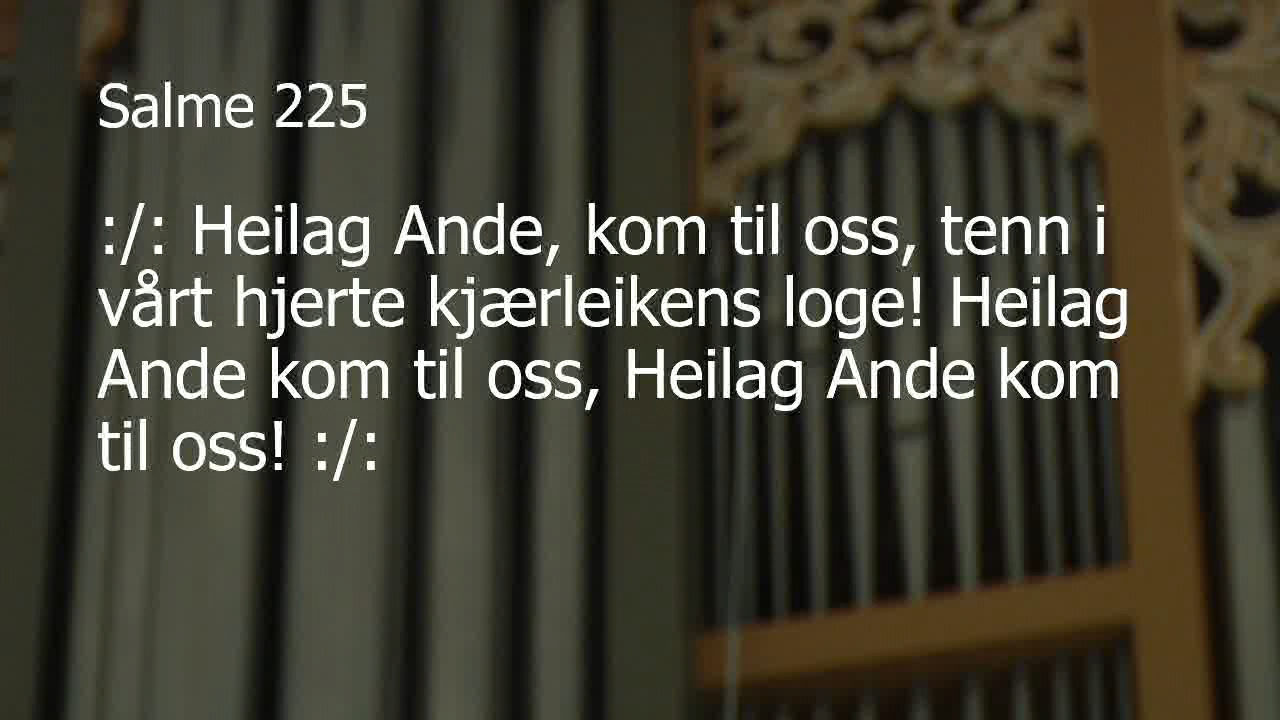 Salme 225
:/: Heilag Ande, kom til oss, tenn i
vårt hjerte kjærleikens loge! Heilag
Ande kom til oss, Heilag Ande kom
til oss! :/: